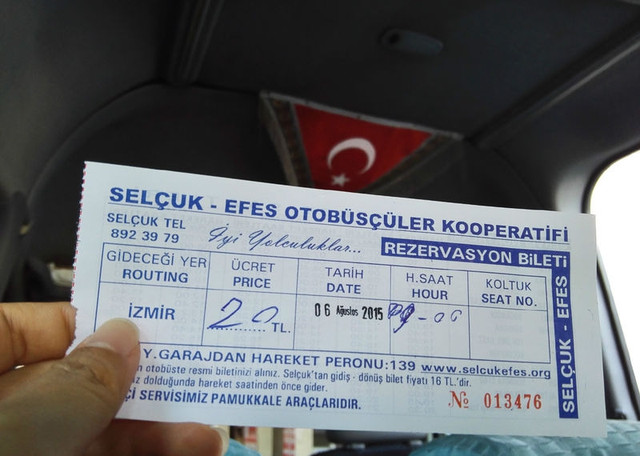 SELÇUK - EFES OTOBÜSÇÜLER KOOPERATİFİ
SELÇUK TEL
892 39 79
İyi Yolculuklar...
REZERVASYON BİLETİ
GİDECEĞİ YER
ROUTING
ÜCRET
PRICE
TARİH
DATE
H.SAAT
HOUR
KOLTUK
SEAT NO.
İZMİR
20 TL.
06 Ağustos 2015
09-00
SELÇUK - EFES
Y.GARAJDAN HAREKET PERONU:139 www.selcukefes.org
otobüste resmi biletinizi alınız. Selçuk'tan gidiş - dönüş bilet fiyatı 16 TL.'dir.
dolduğunda hareket saatinden önce gider.
SERVİSİMİZ PAMUKKALE ARAÇLARIDIR.
№ 013476